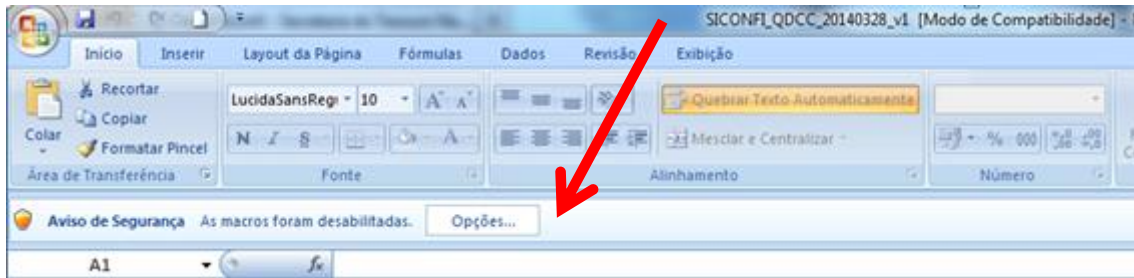 SICONFI_QDCC_20140328_v1 [Modo de Compatibilidade] -
Início Inserir Layout da Página Fórmulas Dados Revisão Exibição
Recortar
LucidaSansRegu 10 A A Quebrar Texto Automaticamente
Copiar
Colar
Formatar Pincel
N I S A Mesclar e Centralizar % 000
Área de Transferência Fonte Alinhamento Número
Aviso de Segurança As macros foram desabilitadas. Opções...
A1 fx